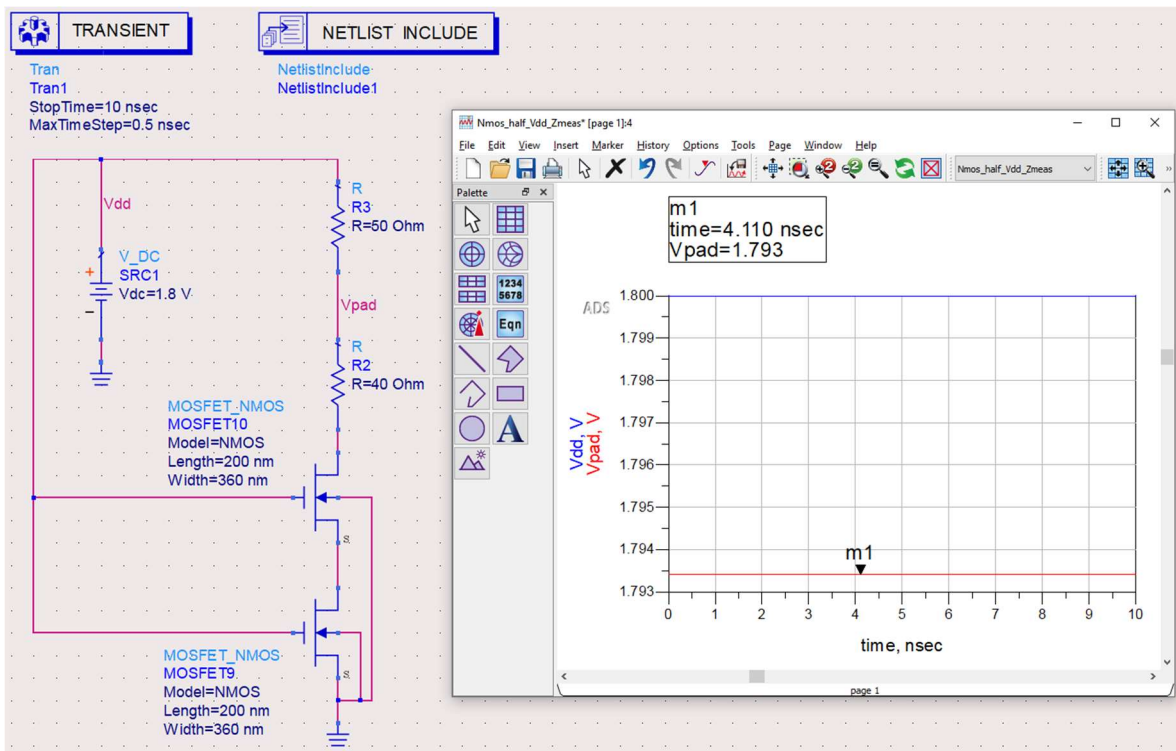 TRANSIENT
NETLIST INCLUDE
Tran
Tran1
StopTime=10 nsec
MaxTimeStep=0.5 nsec
NetlistInclude
NetlistInclude1
Vdd
V_DC
SRC1
Vdc=1.8 V
+
−
R
R3
R=50 Ohm
Vpad
R
R2
R=40 Ohm
MOSFET_NMOS
MOSFET10
Model=NMOS
Length=200 nm
Width=360 nm
S
MOSFET_NMOS
MOSFET9
Model=NMOS
Length=200 nm
Width=360 nm
S
Nmos_half_Vdd_Zmeas* [page 1]:4
File Edit View Insert Marker History Options Tools Page Window Help
+2 -2 Nmos_half_Vdd_Zmeas »
Palette
1234
5678
Eqn
A
m1
time=4.110 nsec
Vpad=1.793
ADS
1.800
1.799
1.798
1.797
1.796
1.795
1.794
1.793
Vdd, V
Vpad, V
m1
0 1 2 3 4 5 6 7 8 9 10
time, nsec
page 1